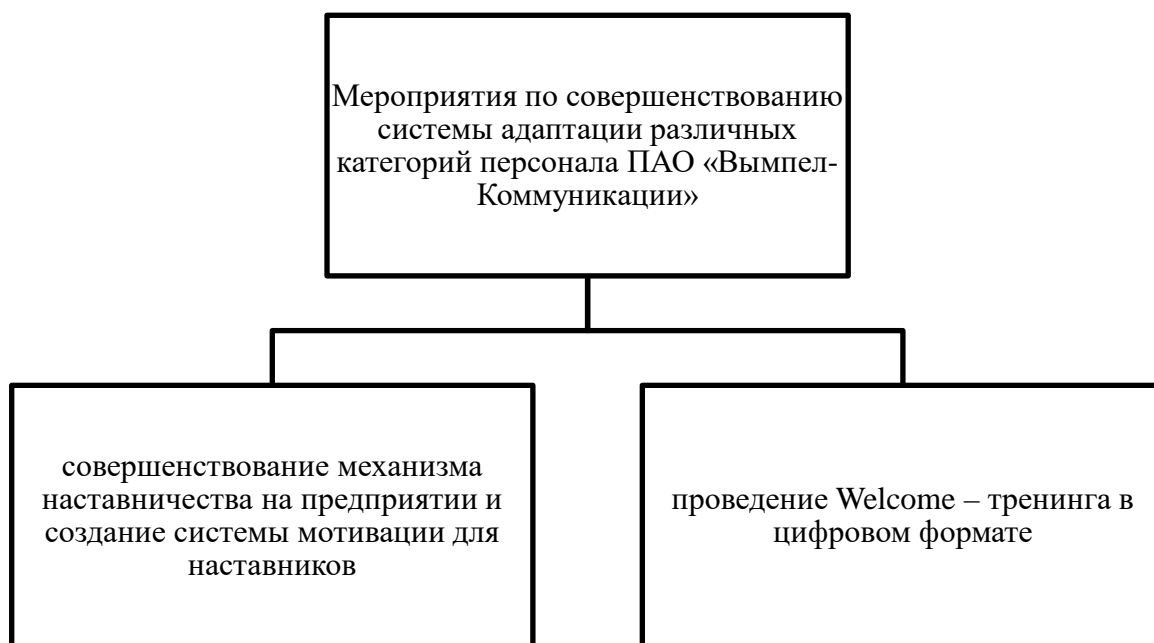 Мероприятия по совершенствованию
системы адаптации различных
категорий персонала ПАО «Вымпел-
Коммуникации»
совершенствование механизма
наставничества на предприятии и
создание системы мотивации для
наставников
проведение Welcome – тренинга в
цифровом формате